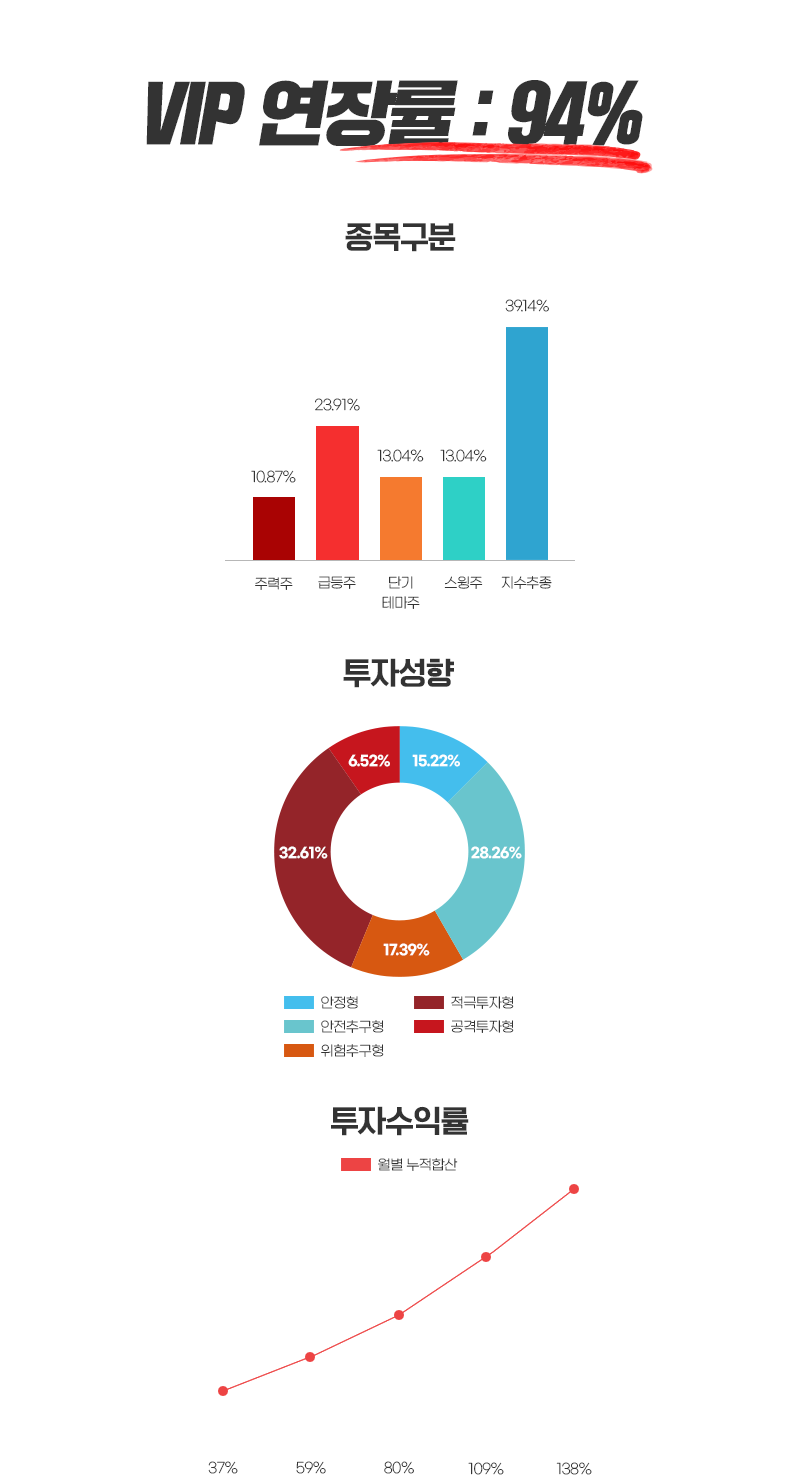 VIP 연장률 : 94%
종목구분
39.14%
23.91%
13.04% 13.04%
10.87%
주력주 급등주 단기 스윙주 지수추종
테마주
투자성향
6.52% 15.22%
32.61% 28.26%
17.39%
안정형 적극투자형
안전추구형 공격투자형
위험추구형
투자수익률
월별 누적합산
37% 59% 80% 109% 138%